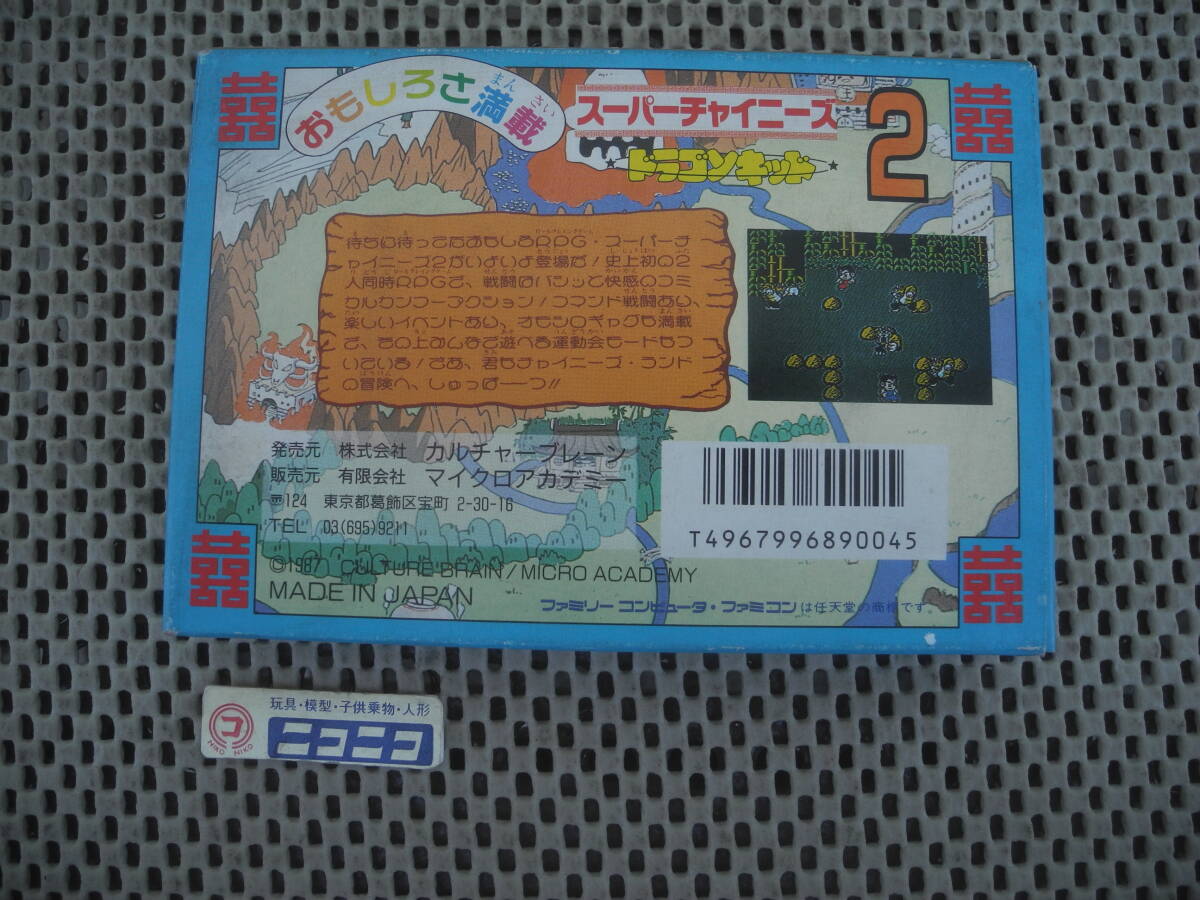 おもしろさ満載
まん
さい
スーパーチャイニーズ2
ドラゴンキッド
待ちに待ったおもしろRPG・スーパーチ
ャイニーズ2がいよいよ登場だ!史上初の2
人同時RPGで、戦闘はバシッと快感のコミ
カルカンフーアクション!コマンド戦闘あり、
楽しいイベントあり、オモシロギャグも満載
で、その上みんなで遊べる運動会モードもつ
いている!さあ、君もチャイニーズ・ランド
の冒険へ、しゅっぱーーつ!!
発売元 株式会社 カルチャーブレーン
販売元 有限会社 マイクロアカデミー
〒124 東京都葛飾区宝町 2-30-16
TEL 03(695)9211
©1987 CULTURE BRAIN/MICRO ACADEMY
MADE IN JAPAN
T4967996890045
ファミリーコンピュータ・ファミコンは任天堂の商標です。
囍
囍
囍
囍
玩具・模型・子供乗物・人形
コ
NIKO NIKO
ニコニコ